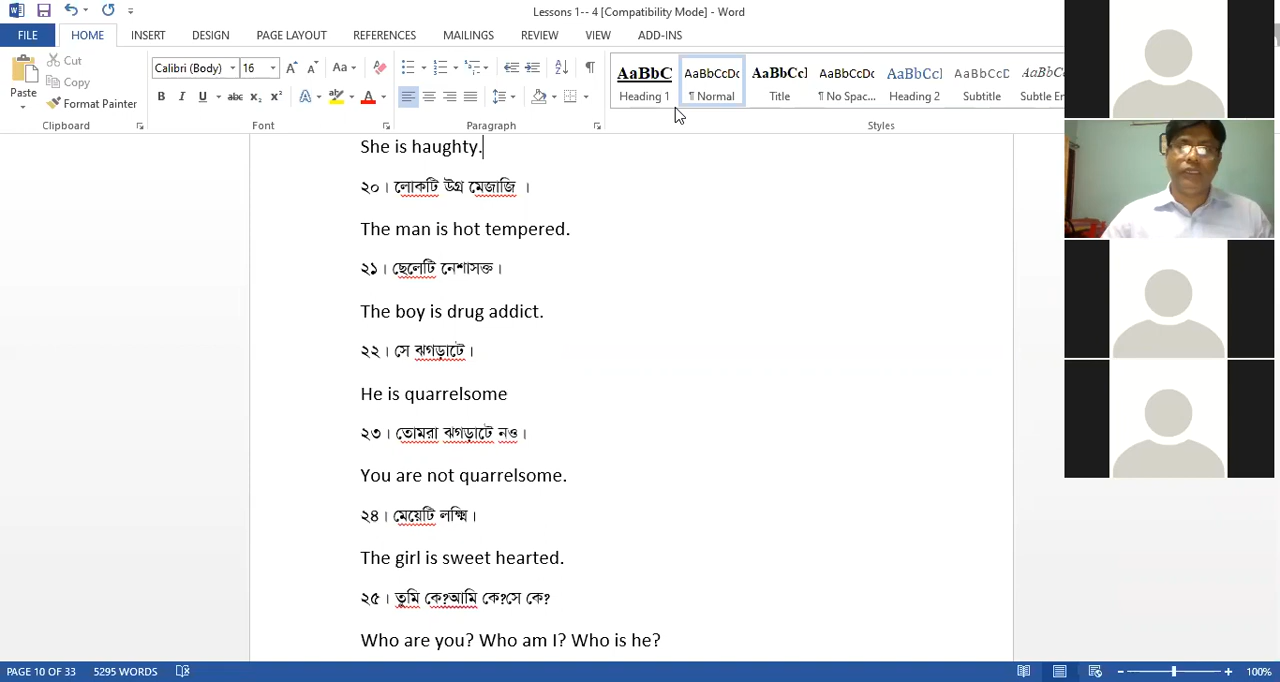 Lessons 1-- 4 [Compatibility Mode] - Word
FILE HOME INSERT DESIGN PAGE LAYOUT REFERENCES MAILINGS REVIEW VIEW ADD-INS
Paste
Cut
Copy
Format Painter
Clipboard
Calibri (Body) 16
Font
Paragraph
AaBbC AaBbCcDc AaBbCc] AaBbCcDc AaBbCc] AaBbCcD AaBbCc
Heading 1 ¶ Normal Title ¶ No Spac... Heading 2 Subtitle Subtle Em
Styles
She is haughty.
২০। লোকটি উগ্র মেজাজি ।
The man is hot tempered.
২১। ছেলেটি নেশাসক্ত।
The boy is drug addict.
২২। সে ঝগড়াটে।
He is quarrelsome
২৩। তোমরা ঝগড়াটে নও।
You are not quarrelsome.
২৪। মেয়েটি লক্ষ্মি।
The girl is sweet hearted.
২৫। তুমি কে?আমি কে?সে কে?
Who are you? Who am I? Who is he?
PAGE 10 OF 33 5295 WORDS 100%